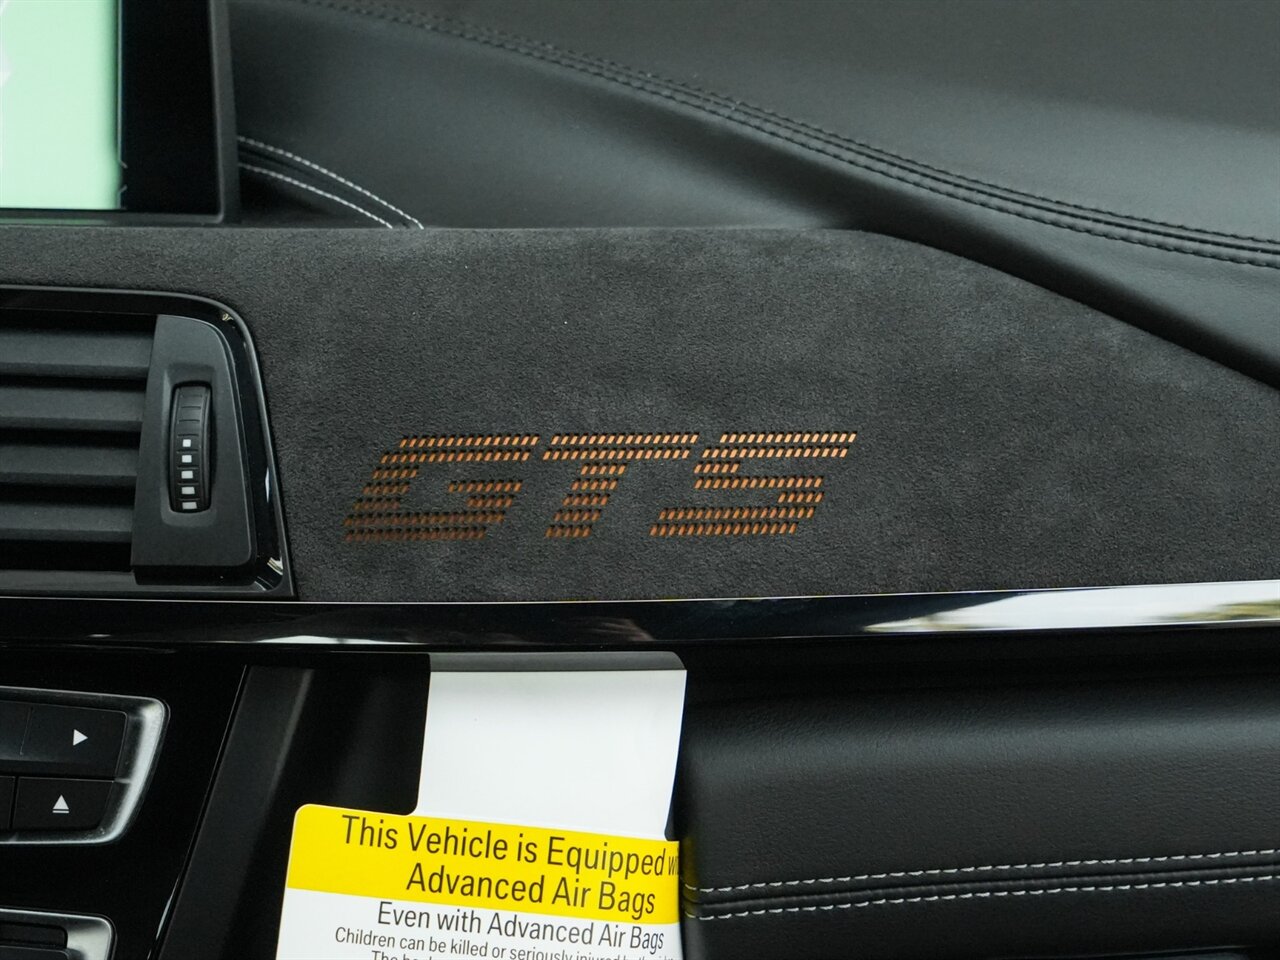 GTS
This Vehicle is Equipped
Advanced Air Bags
Even with Advanced Air Bags
Children can be killed or seriously injured
The